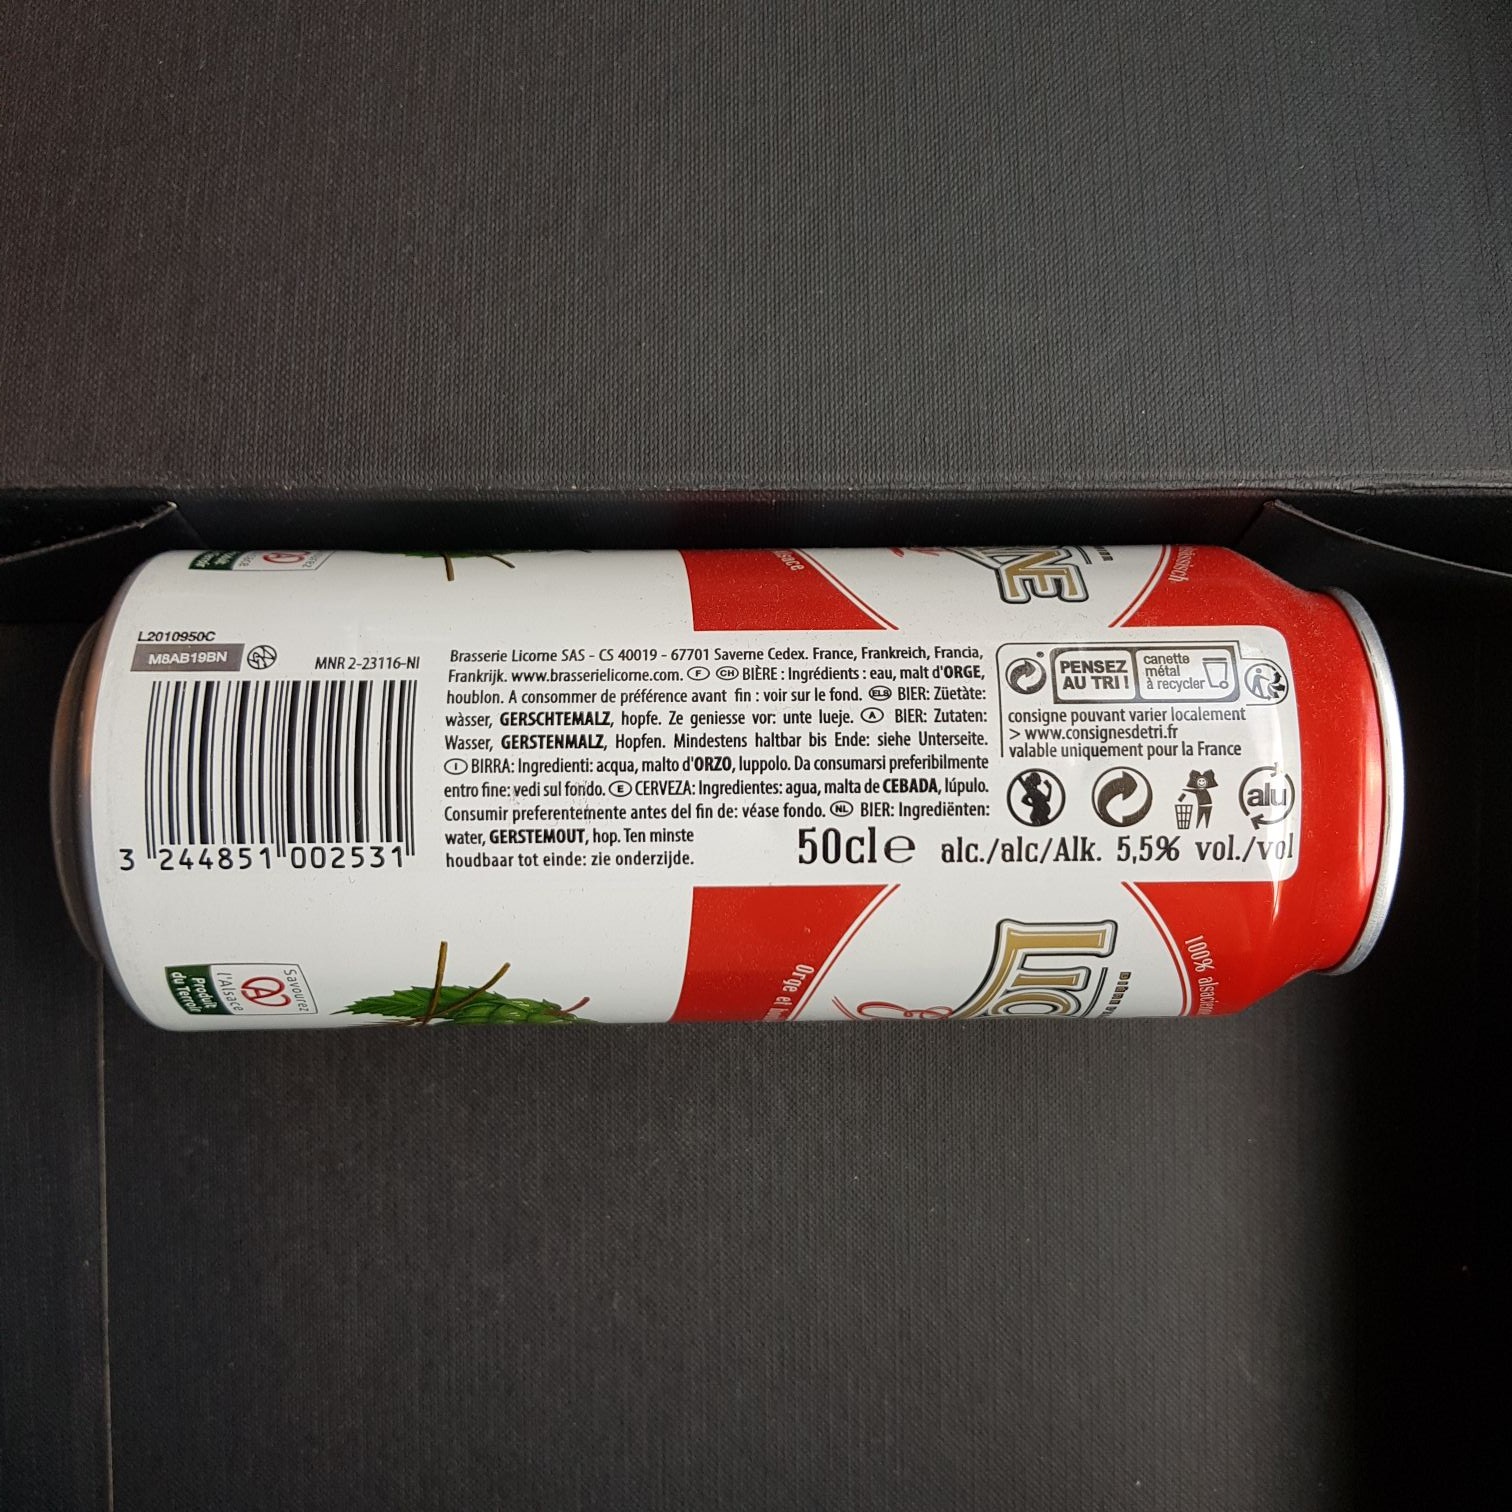 L2010950C
M8AB19BN
MNR 2-23116-NI
3 244851 002531
Brasserie Licorne SAS - CS 40019 - 67701 Saverne Cedex. France, Frankreich, Francia,
Frankrijk. www.brasserielicorne.com. F CH BIÈRE : Ingrédients : eau, malt d'ORGE,
houblon. A consommer de préférence avant fin : voir sur le fond. ELS BIER: Züetàte:
wàsser, GERSCHTEMALZ, hopfe. Ze geniesse vor: unte lueje. A BIER: Zutaten:
Wasser, GERSTENMALZ, Hopfen. Mindestens haltbar bis Ende: siehe Unterseite.
I BIRRA: Ingredienti: acqua, malto d'ORZO, luppolo. Da consumarsi preferibilmente
entro fine: vedi sul fondo. E CERVEZA: Ingredientes: agua, malta de CEBADA, lúpulo.
Consumir preferentemente antes del fin de: véase fondo. NL BIER: Ingrediënten:
water, GERSTEMOUT, hop. Ten minste
houdbaar tot einde: zie onderzijde.
50cl e alc./alc/Alk. 5,5% vol./vol
PENSEZ
AU TRI !
canette
métal
à recycler
consigne pouvant varier localement
> www.consignesdetri.fr
valable uniquement pour la France
alu
Savourez
l'Alsace
Produit
du Terroir
Orge et
100%